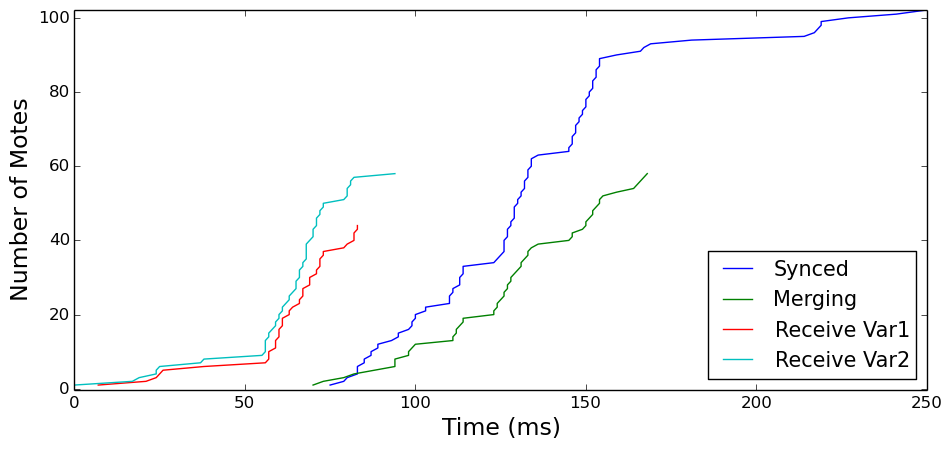 100
80
60
40
20
0
Number of Motes
0 50 100 150 200 250
Time (ms)
Synced
Merging
Receive Var1
Receive Var2